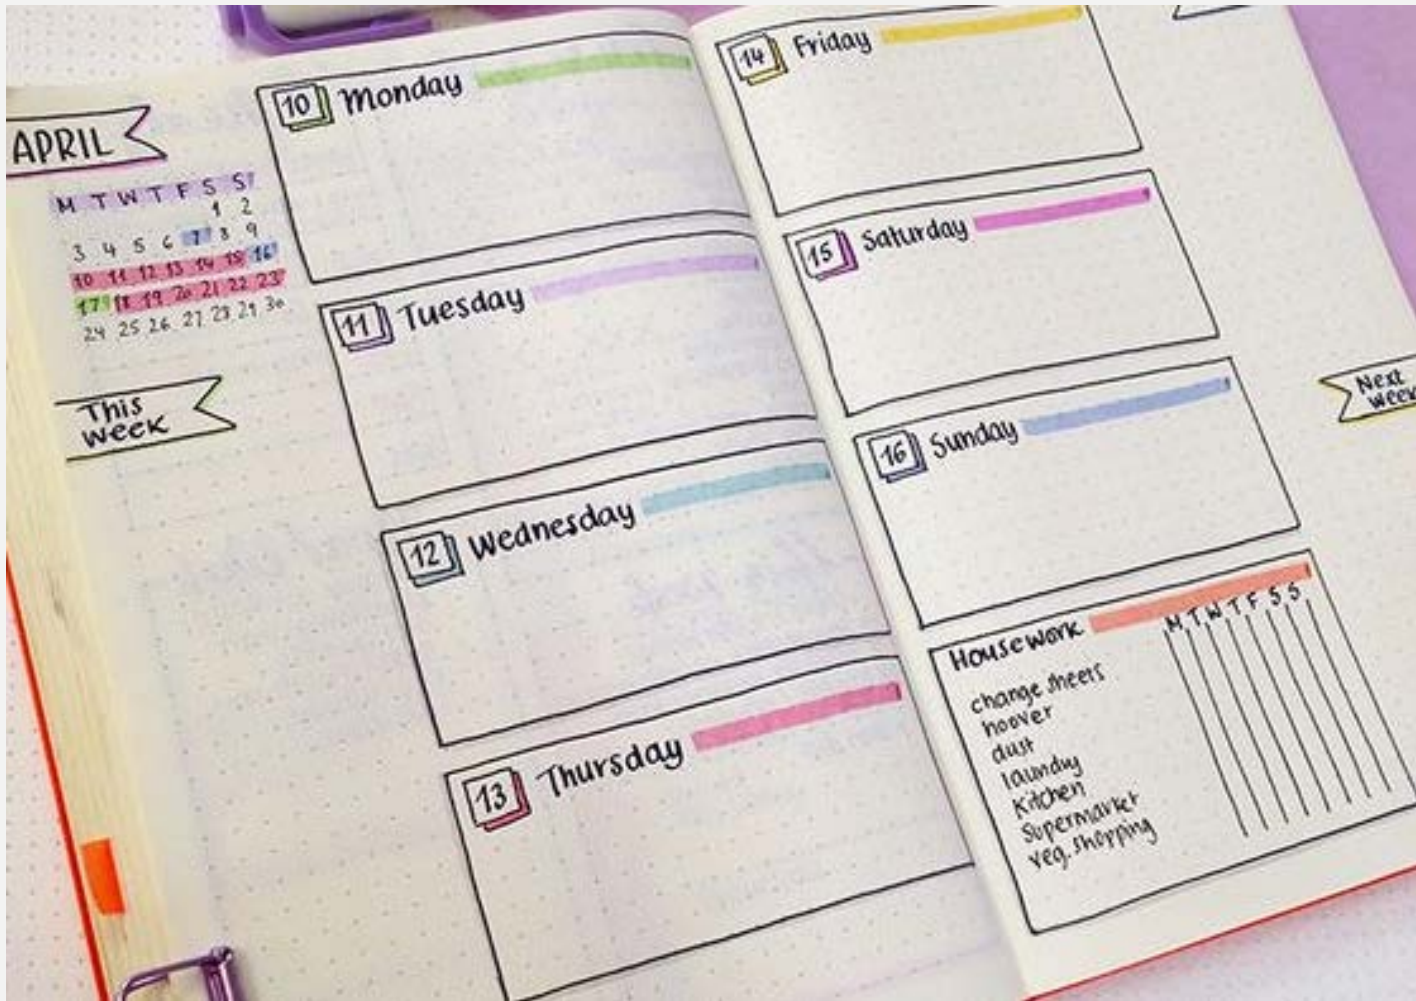 APRIL
M T W T F S S
1 2
3 4 5 6 7 8 9
10 11 12 13 14 15 16
17 18 19 20 21 22 23
24 25 26 27 28 29 30
This
week
10 Monday
11 Tuesday
12 Wednesday
13 Thursday
14 Friday
15 Saturday
16 Sunday
Housework
M T W T F S S
change sheets
hoover
dust
laundry
Kitchen
Supermarket
veg. shopping
Next
week